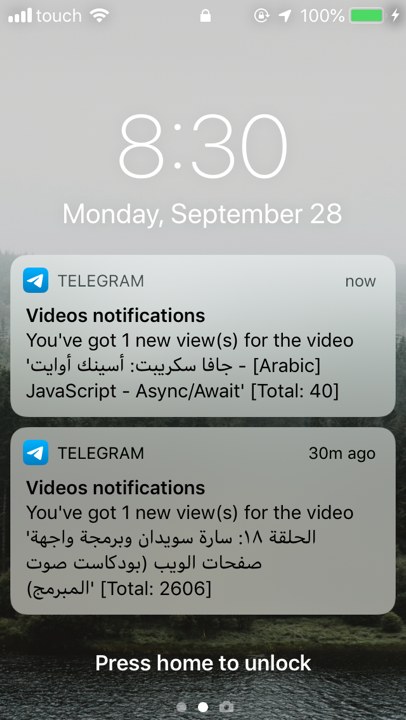 touch 100%
8:30
Monday, September 28
TELEGRAM now
Videos notifications
You've got 1 new view(s) for the video
'جافا سكريبت: أسينك أوايت - [Arabic]
JavaScript - Async/Await' [Total: 40]
TELEGRAM 30m ago
Videos notifications
You've got 1 new view(s) for the video
'الحلقة ١٨: سارة سويدان وبرمجة واجهة
صفحات الويب (بودكاست صوت
المبرمج)' [Total: 2606]
Press home to unlock